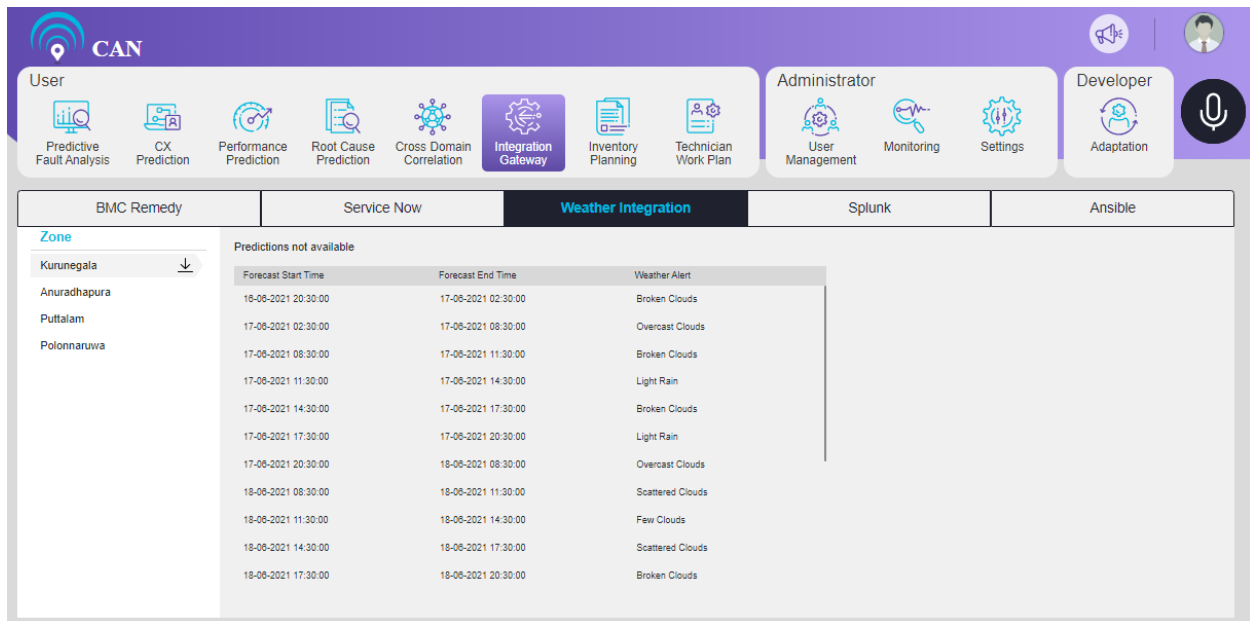 CAN
User
Administrator
Developer
Predictive Fault Analysis
CX Prediction
Performance Prediction
Root Cause Prediction
Cross Domain Correlation
Integration Gateway
Inventory Planning
Technician Work Plan
User Management
Monitoring
Settings
Adaptation
BMC Remedy Service Now Weather Integration Splunk Ansible
Zone
Kurunegala
Anuradhapura
Puttalam
Polonnaruwa
Predictions not available
Forecast Start Time Forecast End Time Weather Alert
16-06-2021 20:30:00 17-06-2021 02:30:00 Broken Clouds
17-06-2021 02:30:00 17-06-2021 08:30:00 Overcast Clouds
17-06-2021 08:30:00 17-06-2021 11:30:00 Broken Clouds
17-06-2021 11:30:00 17-06-2021 14:30:00 Light Rain
17-06-2021 14:30:00 17-06-2021 17:30:00 Broken Clouds
17-06-2021 17:30:00 17-06-2021 20:30:00 Light Rain
17-06-2021 20:30:00 18-06-2021 08:30:00 Overcast Clouds
18-06-2021 08:30:00 18-06-2021 11:30:00 Scattered Clouds
18-06-2021 11:30:00 18-06-2021 14:30:00 Few Clouds
18-06-2021 14:30:00 18-06-2021 17:30:00 Scattered Clouds
18-06-2021 17:30:00 18-06-2021 20:30:00 Broken Clouds